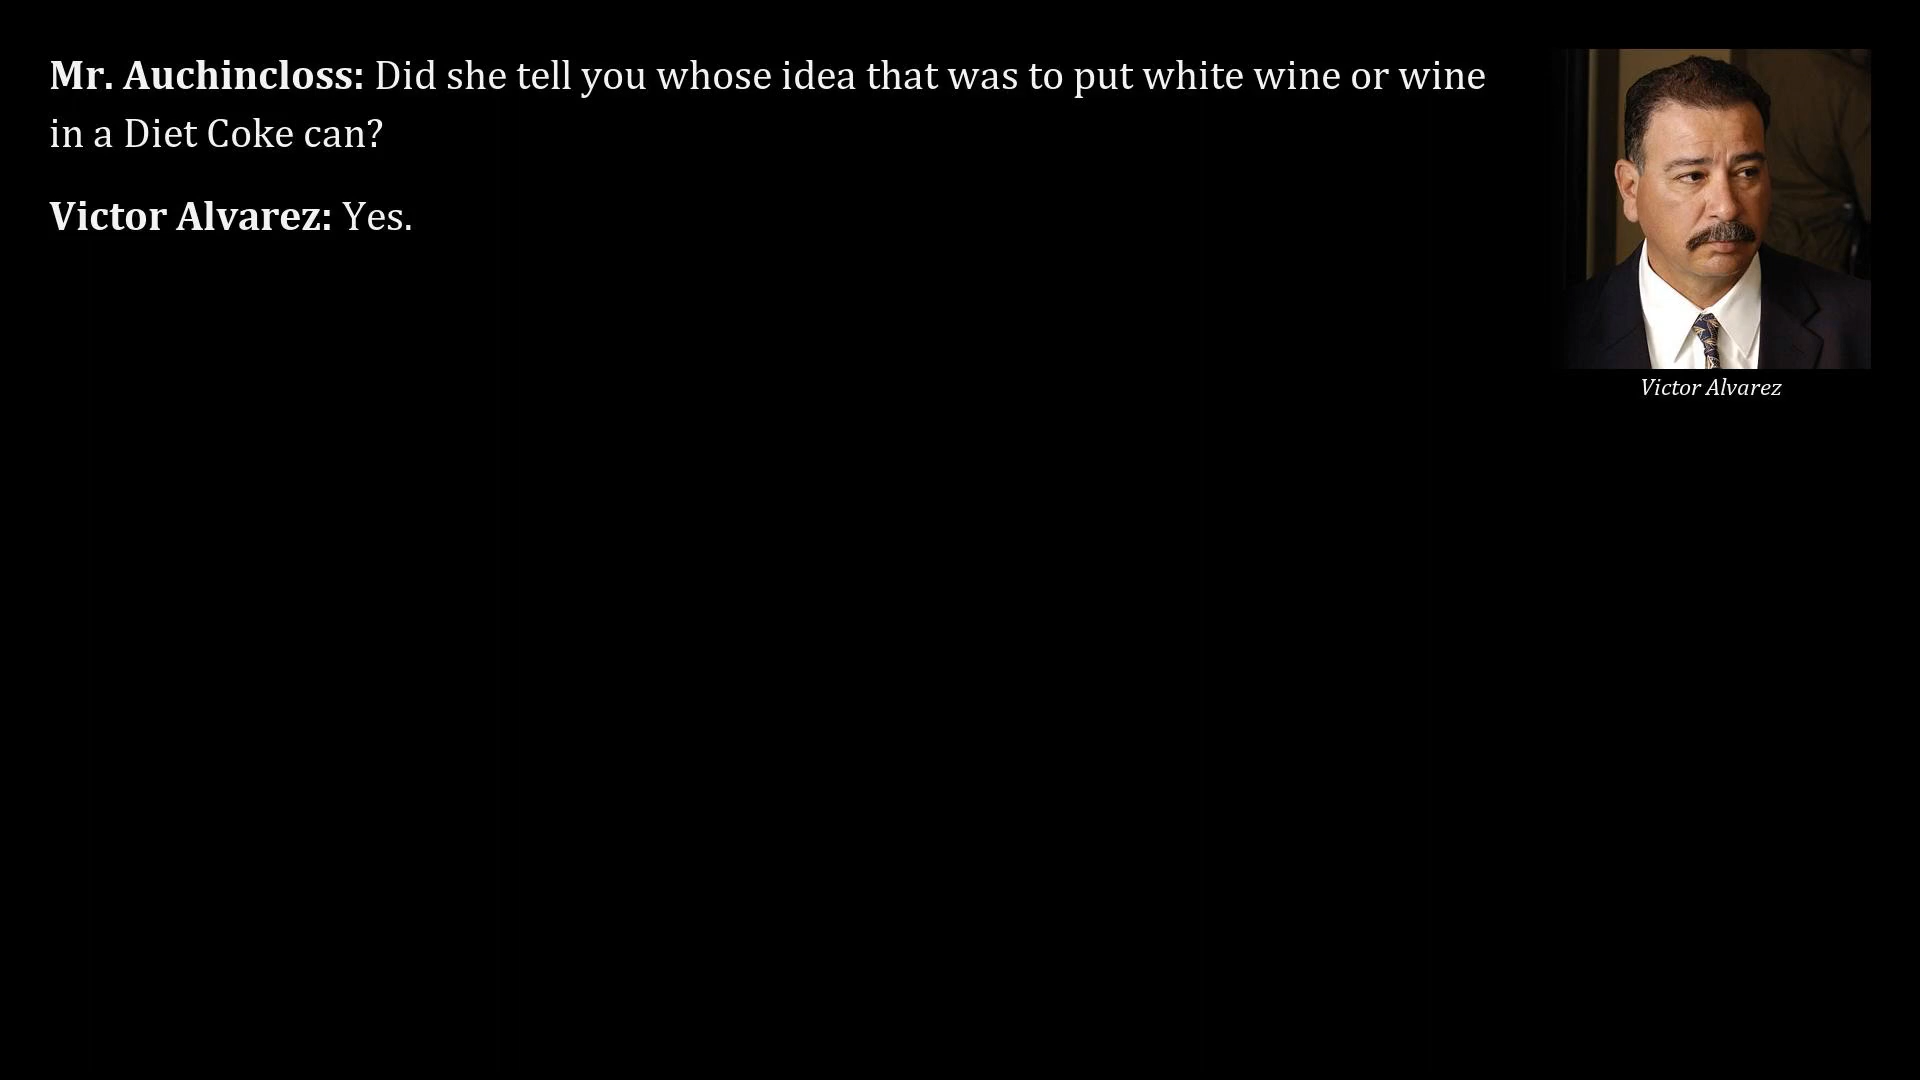 Mr. Auchincloss: Did she tell you whose idea that was to put white wine or wine
in a Diet Coke can?
Victor Alvarez: Yes.
Victor Alvarez